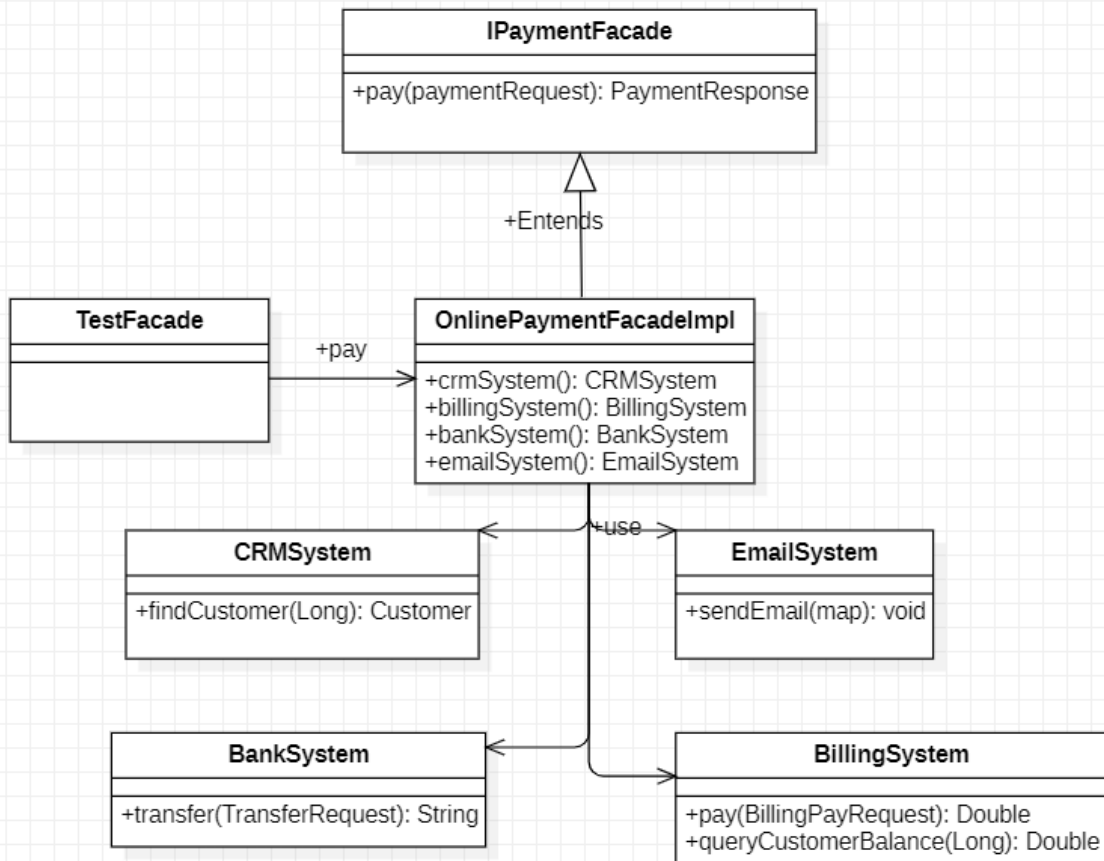 IPaymentFacade
+pay(paymentRequest): PaymentResponse
+Entends
TestFacade
+pay
OnlinePaymentFacadeImpl
+crmSystem(): CRMSystem
+billingSystem(): BillingSystem
+bankSystem(): BankSystem
+emailSystem(): EmailSystem
+use
CRMSystem
+findCustomer(Long): Customer
EmailSystem
+sendEmail(map): void
BankSystem
+transfer(TransferRequest): String
BillingSystem
+pay(BillingPayRequest): Double
+queryCustomerBalance(Long): Double